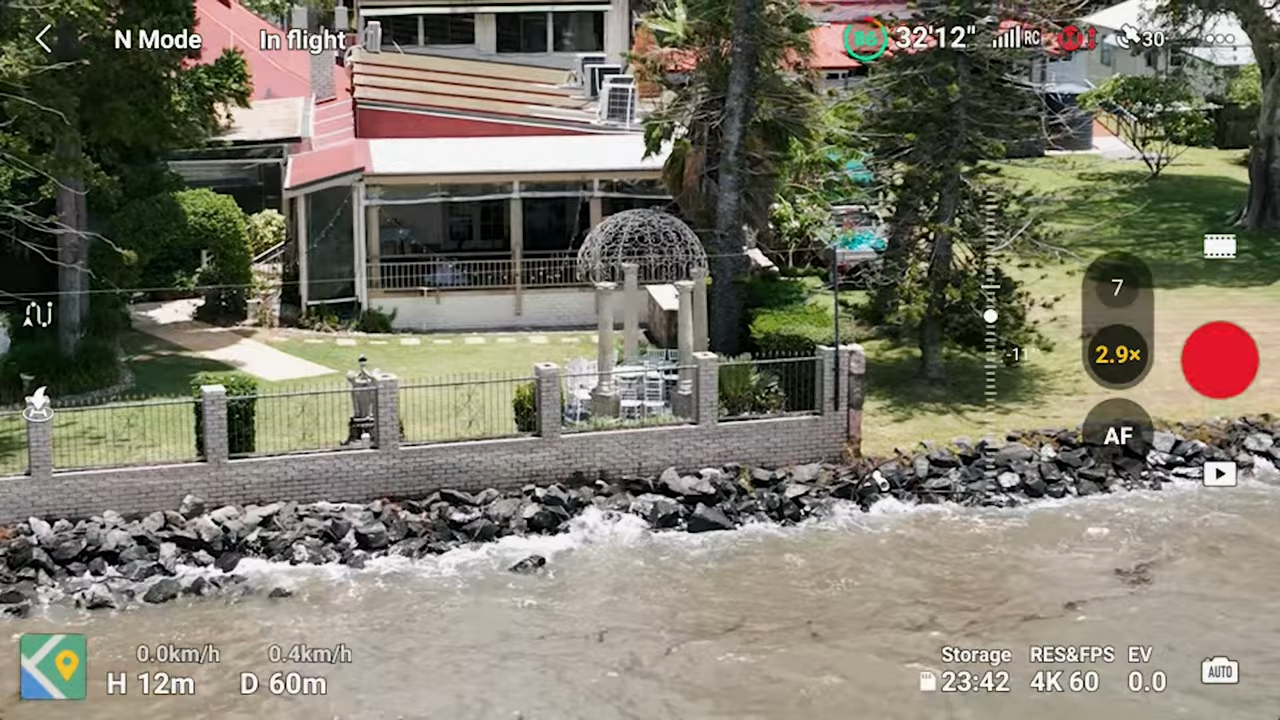 N Mode
In flight
86
32'12"
RC
30
7
2.9×
-11°
AF
0.0km/h
0.4km/h
H 12m
D 60m
Storage
RES&FPS
EV
23:42
4K 60
0.0
AUTO